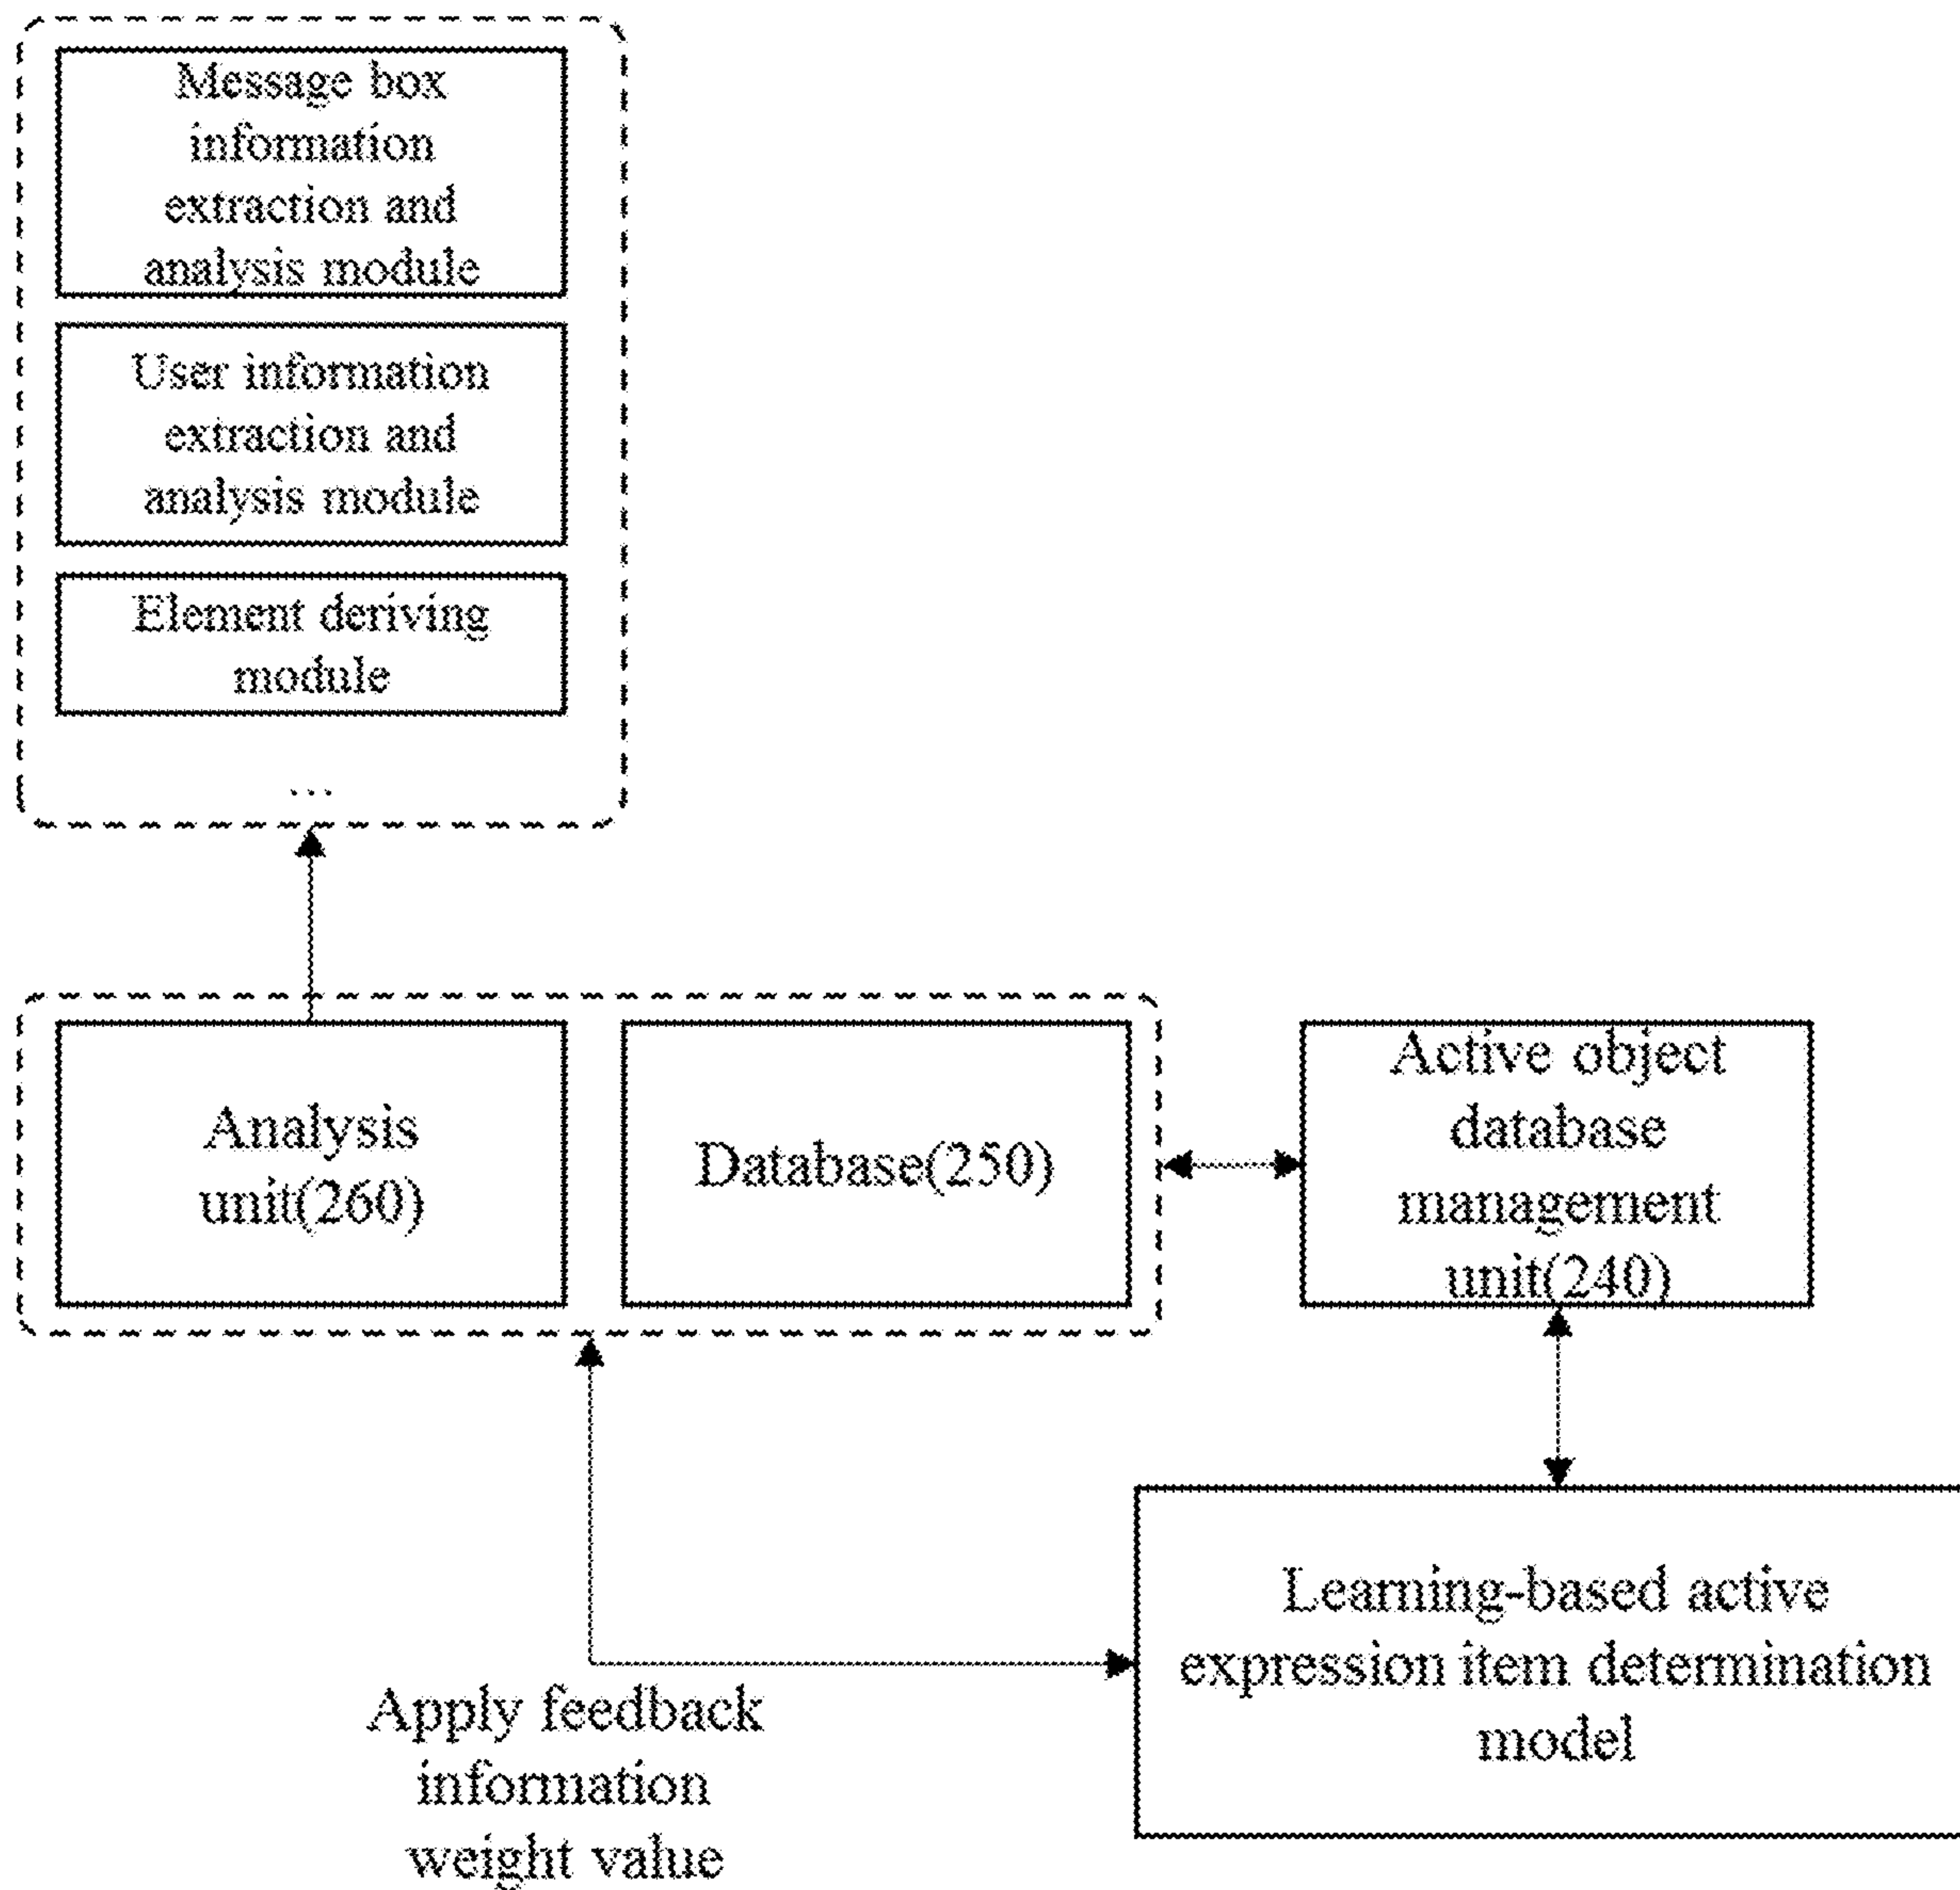 Message box
information
extraction and
analysis module
User information
extraction and
analysis module
Element deriving
module
...
Analysis
unit(260)
Database(250)
Active object
database
management
unit(240)
Learning-based active
expression item determination
model
Apply feedback
information
weight value